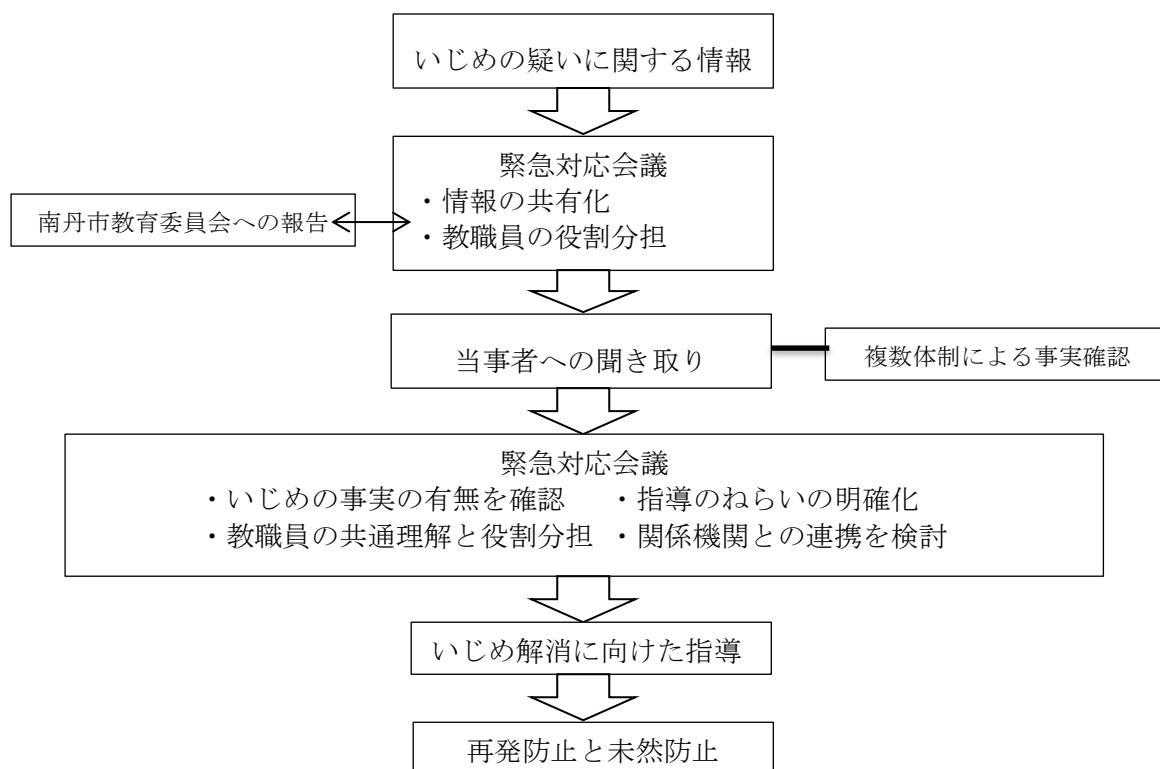 いじめの疑いに関する情報
緊急対応会議
・情報の共有化
・教職員の役割分担
南丹市教育委員会への報告
当事者への聞き取り
複数体制による事実確認
緊急対応会議
・いじめの事実の有無を確認 ・指導のねらいの明確化
・教職員の共通理解と役割分担 ・関係機関との連携を検討
いじめ解消に向けた指導
再発防止と未然防止